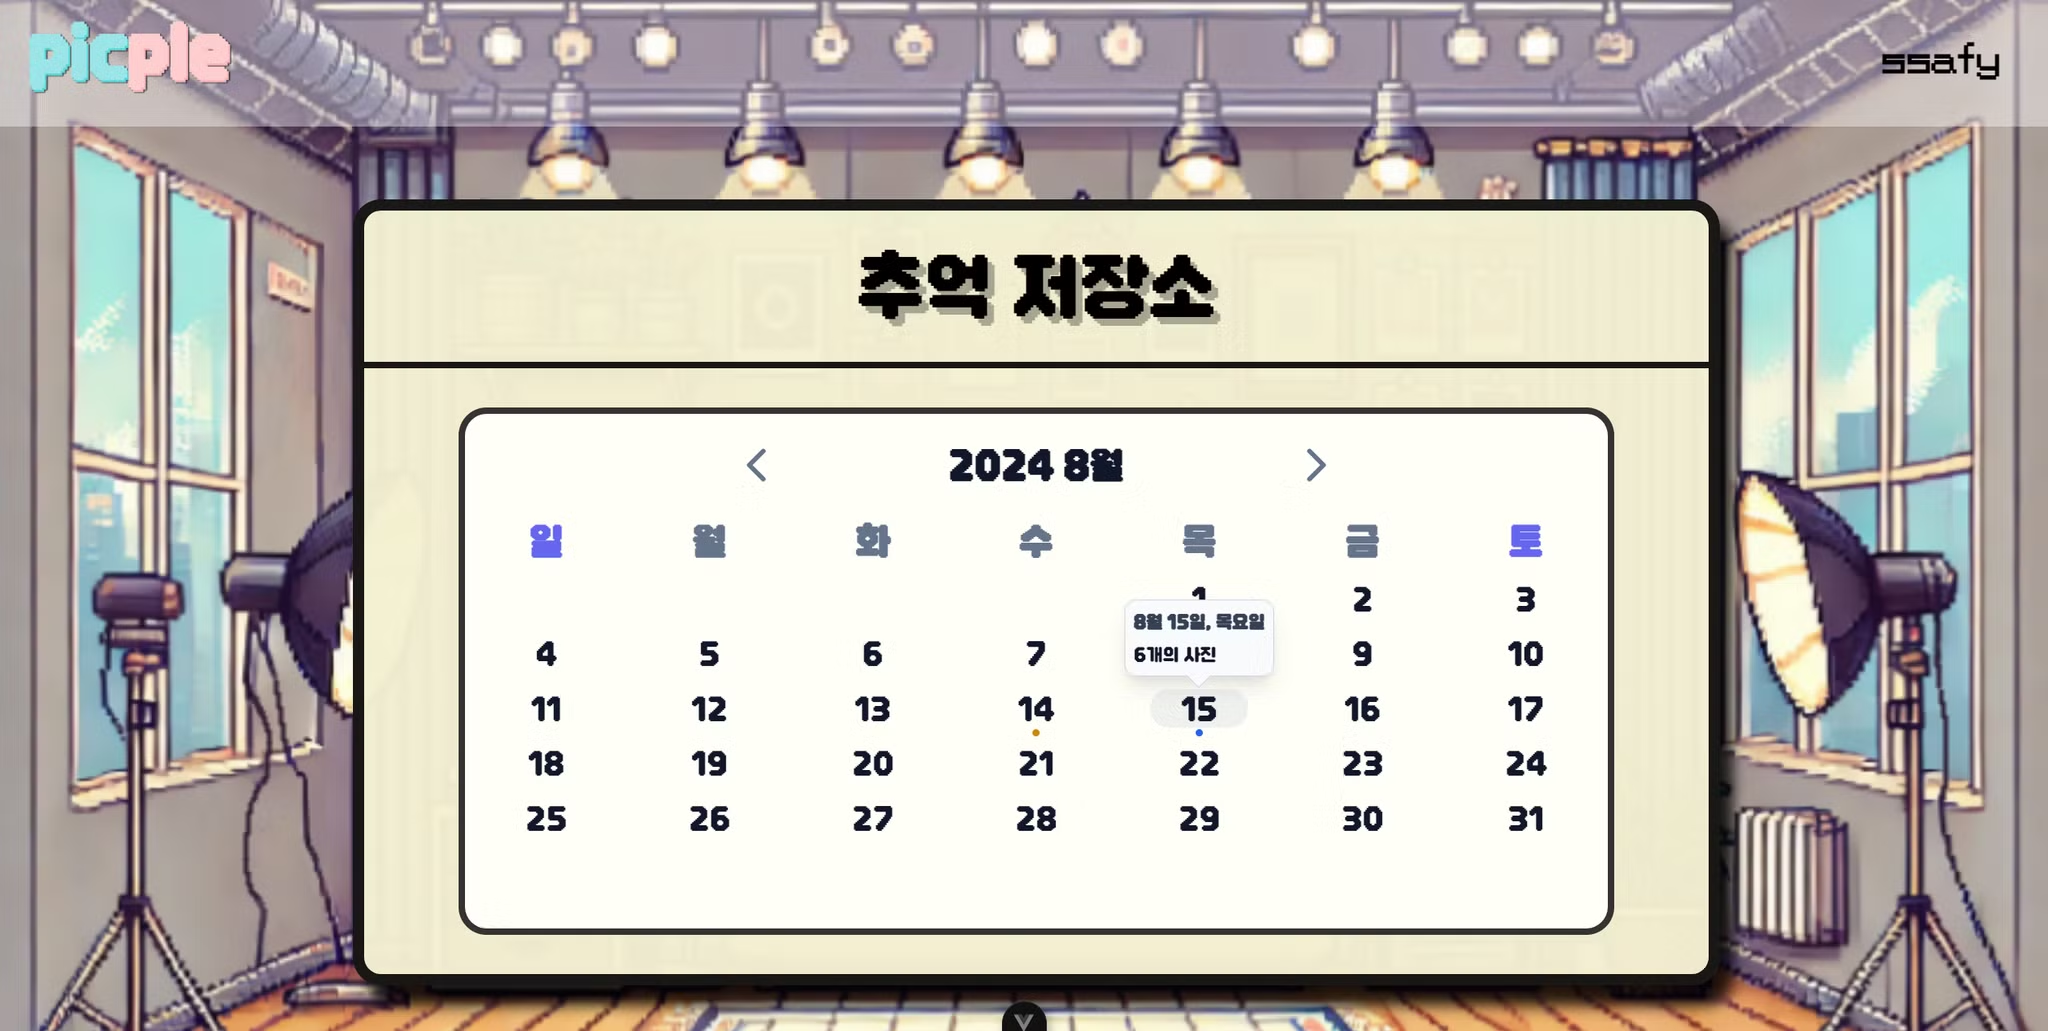 picple
ssafy
추억 저장소
2024 8월
일 월 화 수 목 금 토
1 2 3
8월 15일, 목요일
6개의 사진
4 5 6 7 9 10
11 12 13 14 15 16 17
18 19 20 21 22 23 24
25 26 27 28 29 30 31